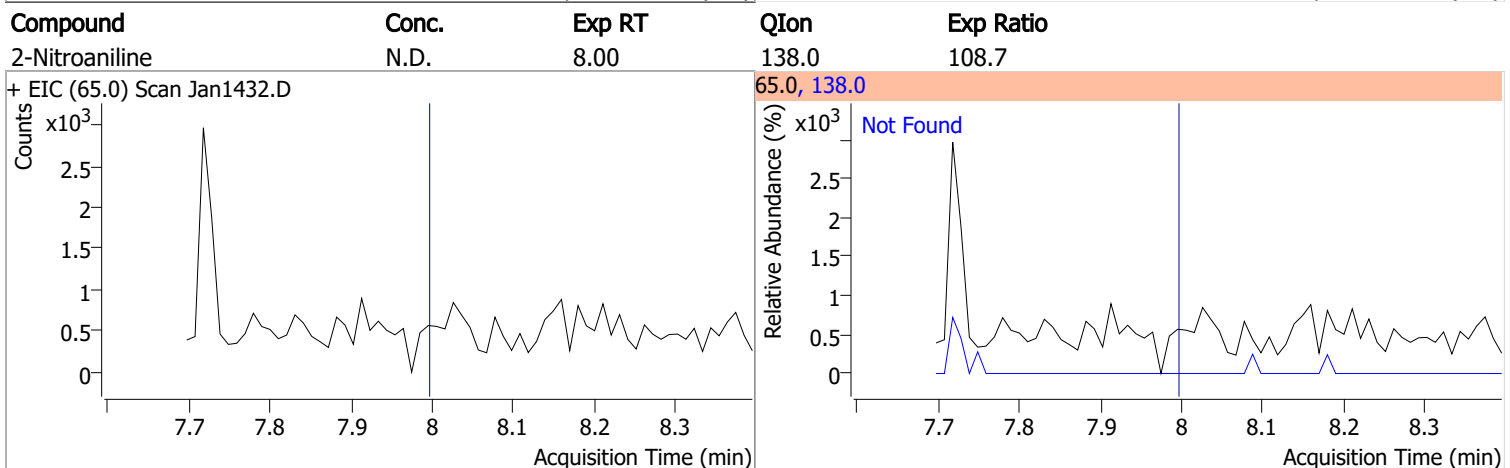 Compound Conc. Exp RT QIon Exp Ratio
2-Nitroaniline N.D. 8.00 138.0 108.7
+ EIC (65.0) Scan Jan1432.D
Counts
x10³
2.5
2
1.5
1
0.5
0
7.7 7.8 7.9 8 8.1 8.2 8.3
Acquisition Time (min)
65.0, 138.0
Relative Abundance (%)
x10³
Not Found
2.5
2
1.5
1
0.5
0
7.7 7.8 7.9 8 8.1 8.2 8.3
Acquisition Time (min)